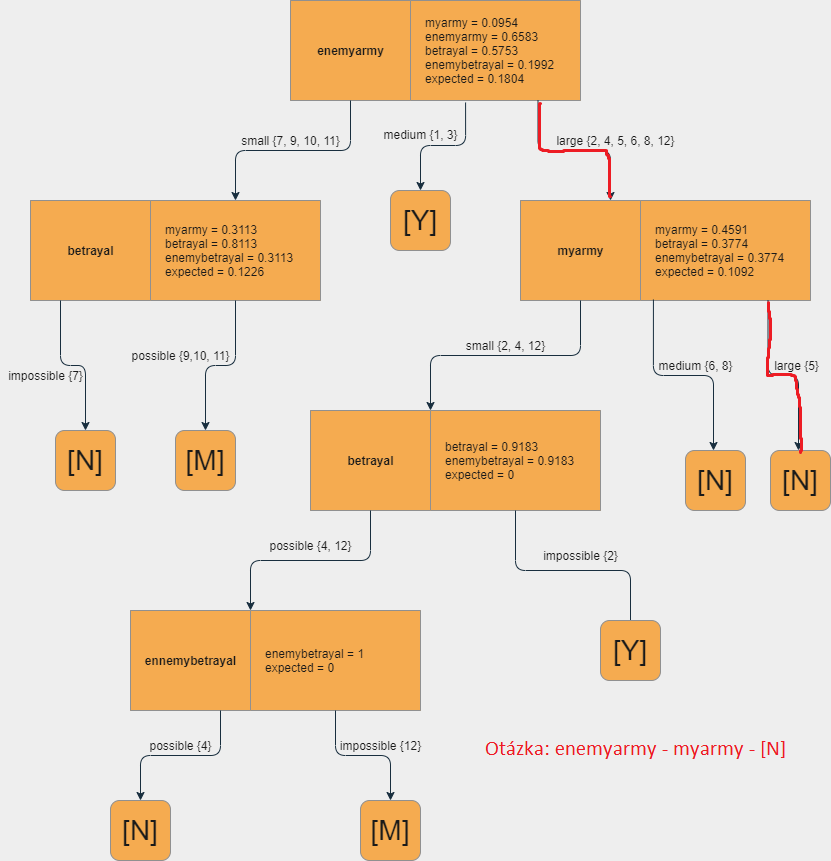 enemyarmy
myarmy = 0.0954
enemyarmy = 0.6583
betrayal = 0.5753
enemybetrayal = 0.1992
expected = 0.1804
small {7, 9, 10, 11}
medium {1, 3}
large {2, 4, 5, 6, 8, 12}
betrayal
myarmy = 0.3113
betrayal = 0.8113
enemybetrayal = 0.3113
expected = 0.1226
[Y]
myarmy
myarmy = 0.4591
betrayal = 0.3774
enemybetrayal = 0.3774
expected = 0.1092
impossible {7}
possible {9,10, 11}
small {2, 4, 12}
medium {6, 8}
large {5}
[N]
[M]
betrayal
betrayal = 0.9183
enemybetrayal = 0.9183
expected = 0
[N]
[N]
possible {4, 12}
impossible {2}
ennemybetrayal
enemybetrayal = 1
expected = 0
[Y]
possible {4}
impossible {12}
Otázka: enemyarmy - myarmy - [N]
[N]
[M]